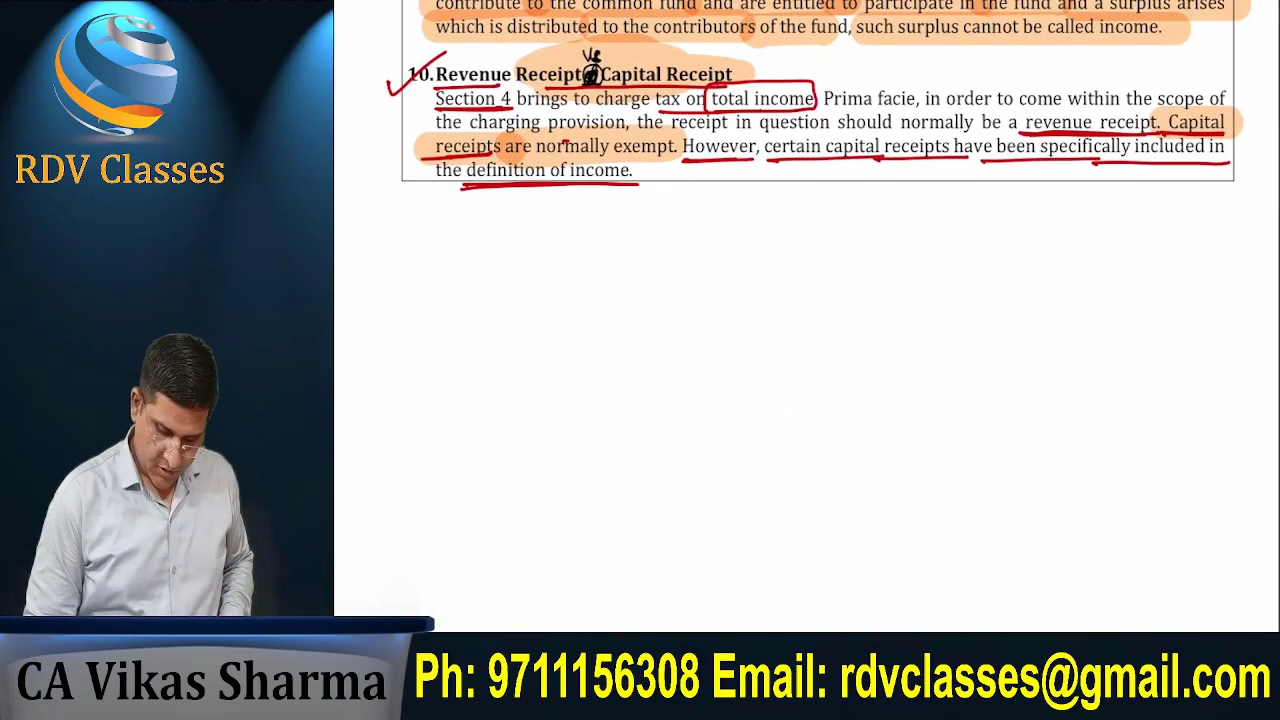 contribute to the common fund and are entitled to participate in the fund and a surplus arises
which is distributed to the contributors of the fund, such surplus cannot be called income.
Vs
10. Revenue Receipt Capital Receipt
Section 4 brings to charge tax on total income. Prima facie, in order to come within the scope of
the charging provision, the receipt in question should normally be a revenue receipt. Capital
receipts are normally exempt. However, certain capital receipts have been specifically included in
the definition of income.
RDV Classes
CA Vikas Sharma
Ph: 9711156308 Email: rdvclasses@gmail.com